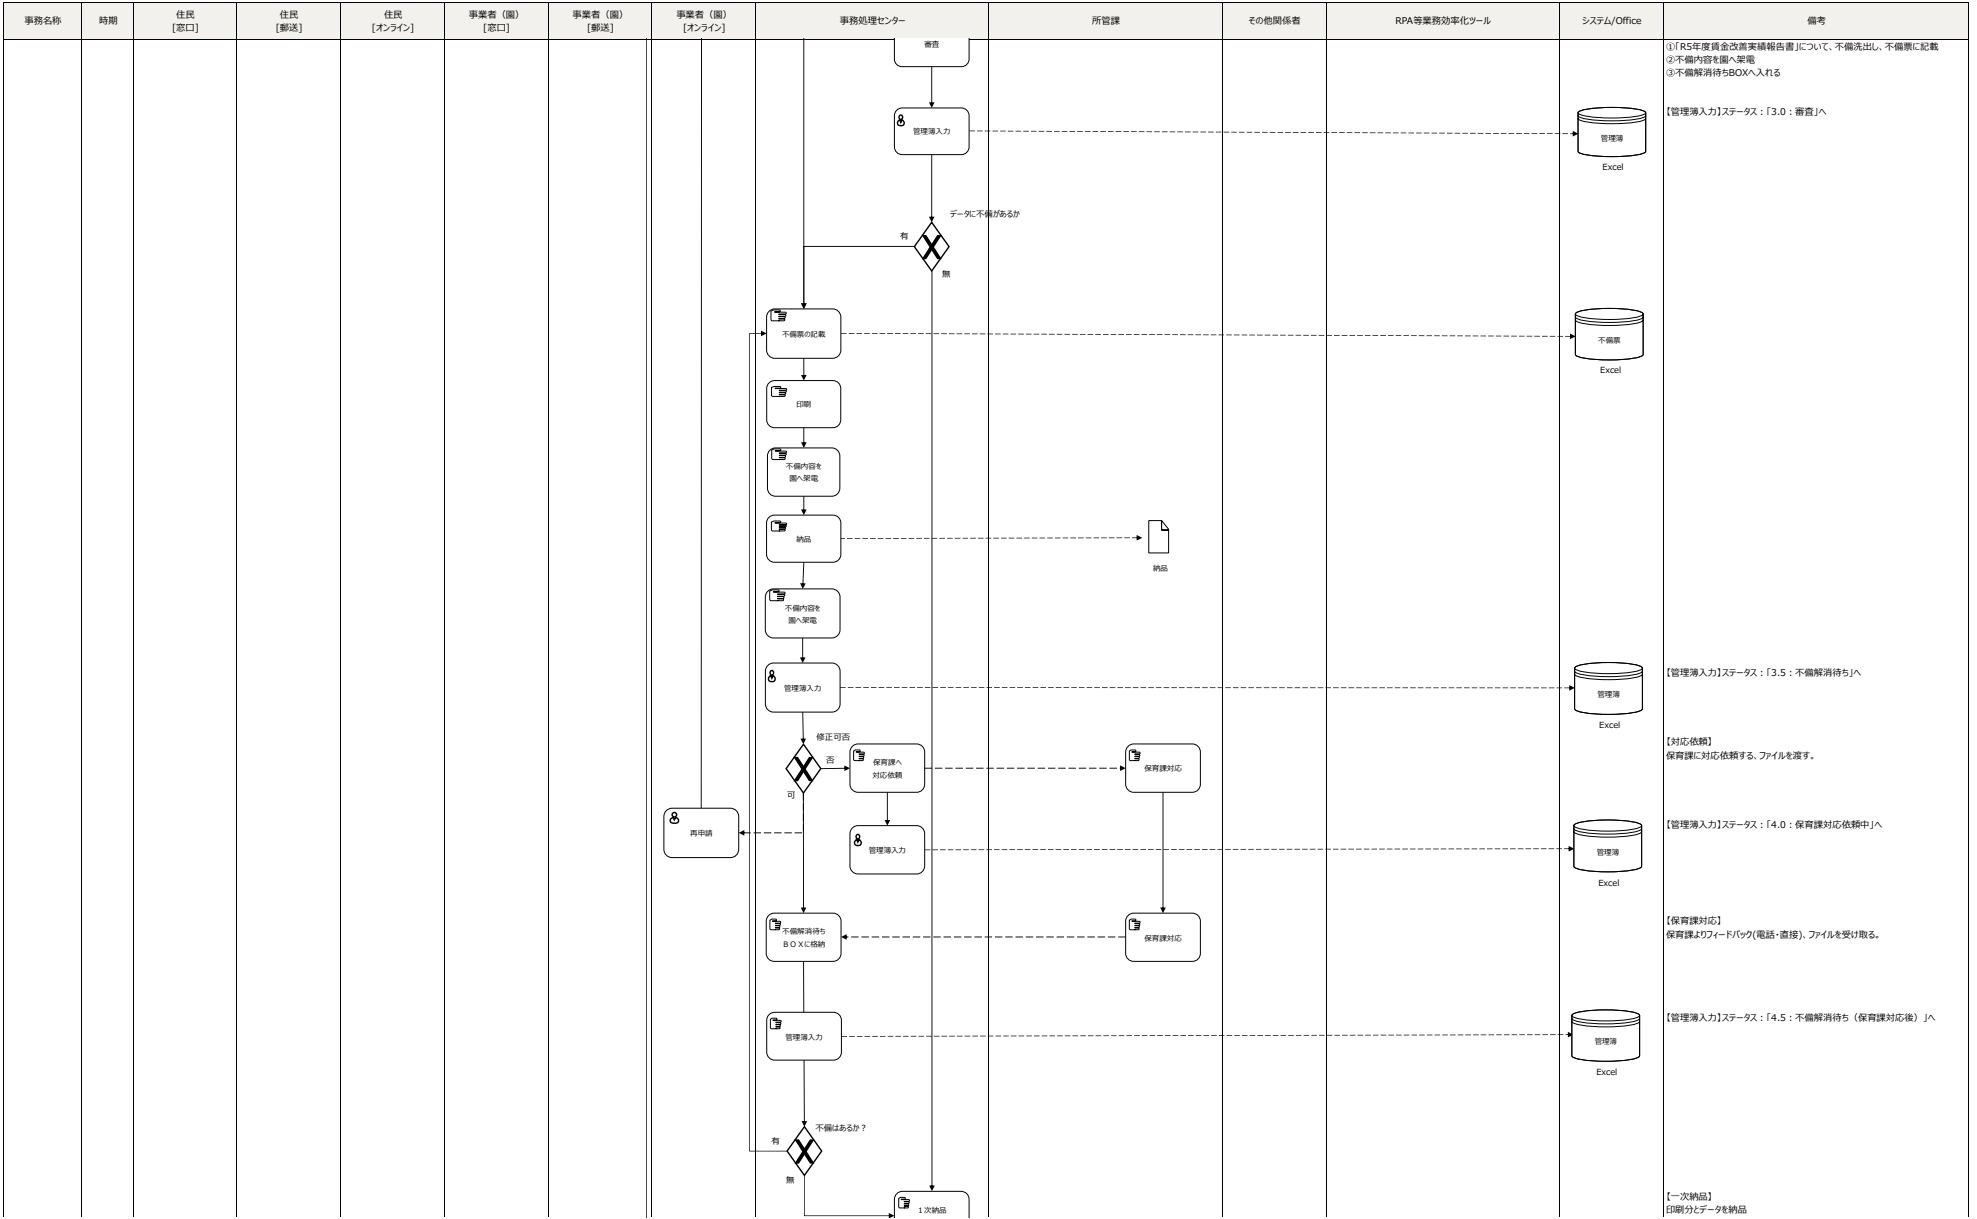 事務名称
時期
住民
[窓口]
住民
[郵送]
住民
[オンライン]
事業者（園）
[窓口]
事業者（園）
[郵送]
事業者（園）
[オンライン]
事務処理センター
所管課
その他関係者
RPA等業務効率化ツール
システム/Office
備考
審査
①「R5年度賃金改善実績報告書」について、不備洗出し、不備票に記載
②不備内容を園へ架電
③不備解消待ちBOXへ入れる
管理簿入力
管理簿
Excel
【管理簿入力】ステータス：「3.0：審査」へ
データに不備があるか
有
無
不備票の記載
不備票
Excel
印刷
不備内容を
園へ架電
納品
納品
不備内容を
園へ架電
管理簿入力
管理簿
Excel
【管理簿入力】ステータス：「3.5：不備解消待ち」へ
修正可否
否
可
保育課へ
対応依頼
保育課対応
【対応依頼】
保育課に対応依頼する、ファイルを渡す。
再申請
管理簿入力
管理簿
Excel
【管理簿入力】ステータス：「4.0：保育課対応依頼中」へ
不備解消待ち
ＢＯＸに格納
保育課対応
【保育課対応】
保育課よりフィードバック(電話・直接)、ファイルを受け取る。
管理簿入力
管理簿
Excel
【管理簿入力】ステータス：「4.5：不備解消待ち（保育課対応後）」へ
不備はあるか？
有
無
１次納品
【一次納品】
印刷分とデータを納品